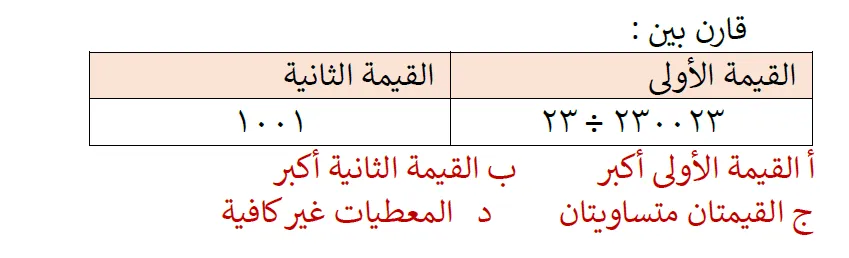 قارن بين :
القيمة الأولى القيمة الثانية
٢٣٠٠٢٣ ÷ ٢٣ ١٠٠١
أ القيمة الأولى أكبر ب القيمة الثانية أكبر
ج القيمتان متساويتان د المعطيات غير كافية